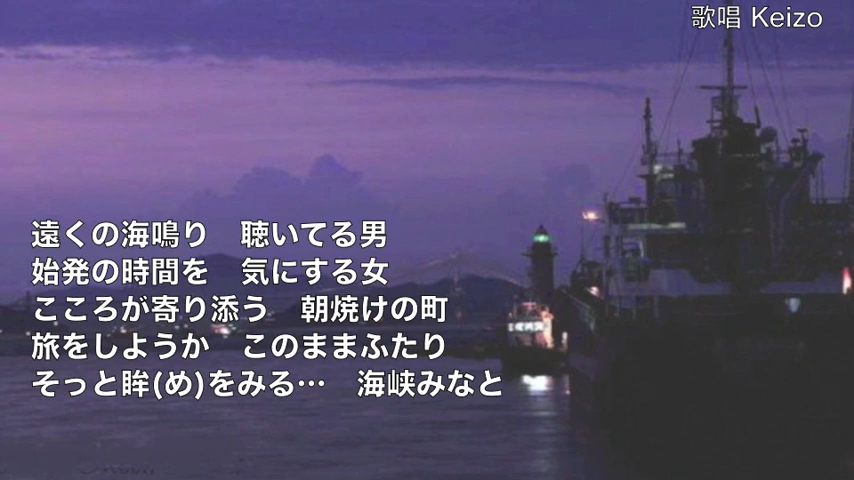 歌唱 Keizo
遠くの海鳴り　聴いてる男
始発の時間を　気にする女
こころが寄り添う　朝焼けの町
旅をしようか　このままふたり
そっと眸(め)をみる…　海峡みなと